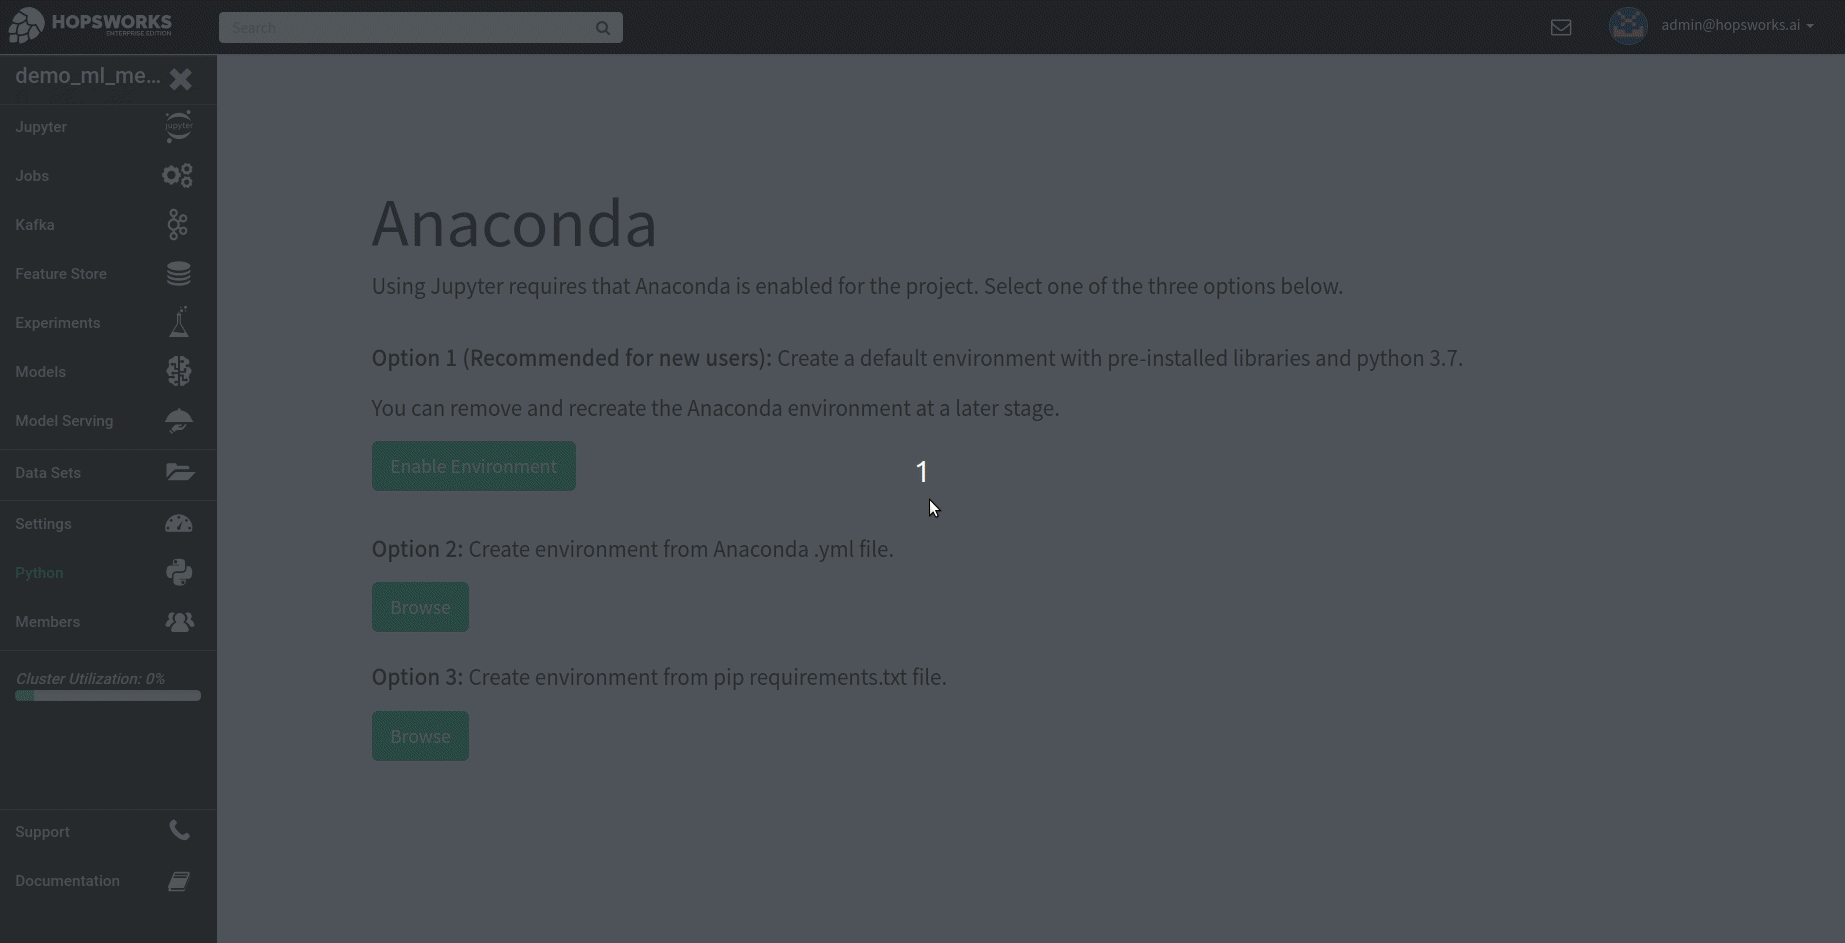 HOPSWORKS
ENTERPRISE EDITION
Search
admin@hopsworks.ai
demo_ml_me...
Jupyter
jupyter
Jobs
Kafka
Feature Store
Experiments
Models
Model Serving
Data Sets
Settings
Python
Members
Cluster Utilization: 0%
Support
Documentation
Anaconda
Using Jupyter requires that Anaconda is enabled for the project. Select one of the three options below.
Option 1 (Recommended for new users): Create a default environment with pre-installed libraries and python 3.7.
You can remove and recreate the Anaconda environment at a later stage.
Enable Environment
1
Option 2: Create environment from Anaconda .yml file.
Browse
Option 3: Create environment from pip requirements.txt file.
Browse